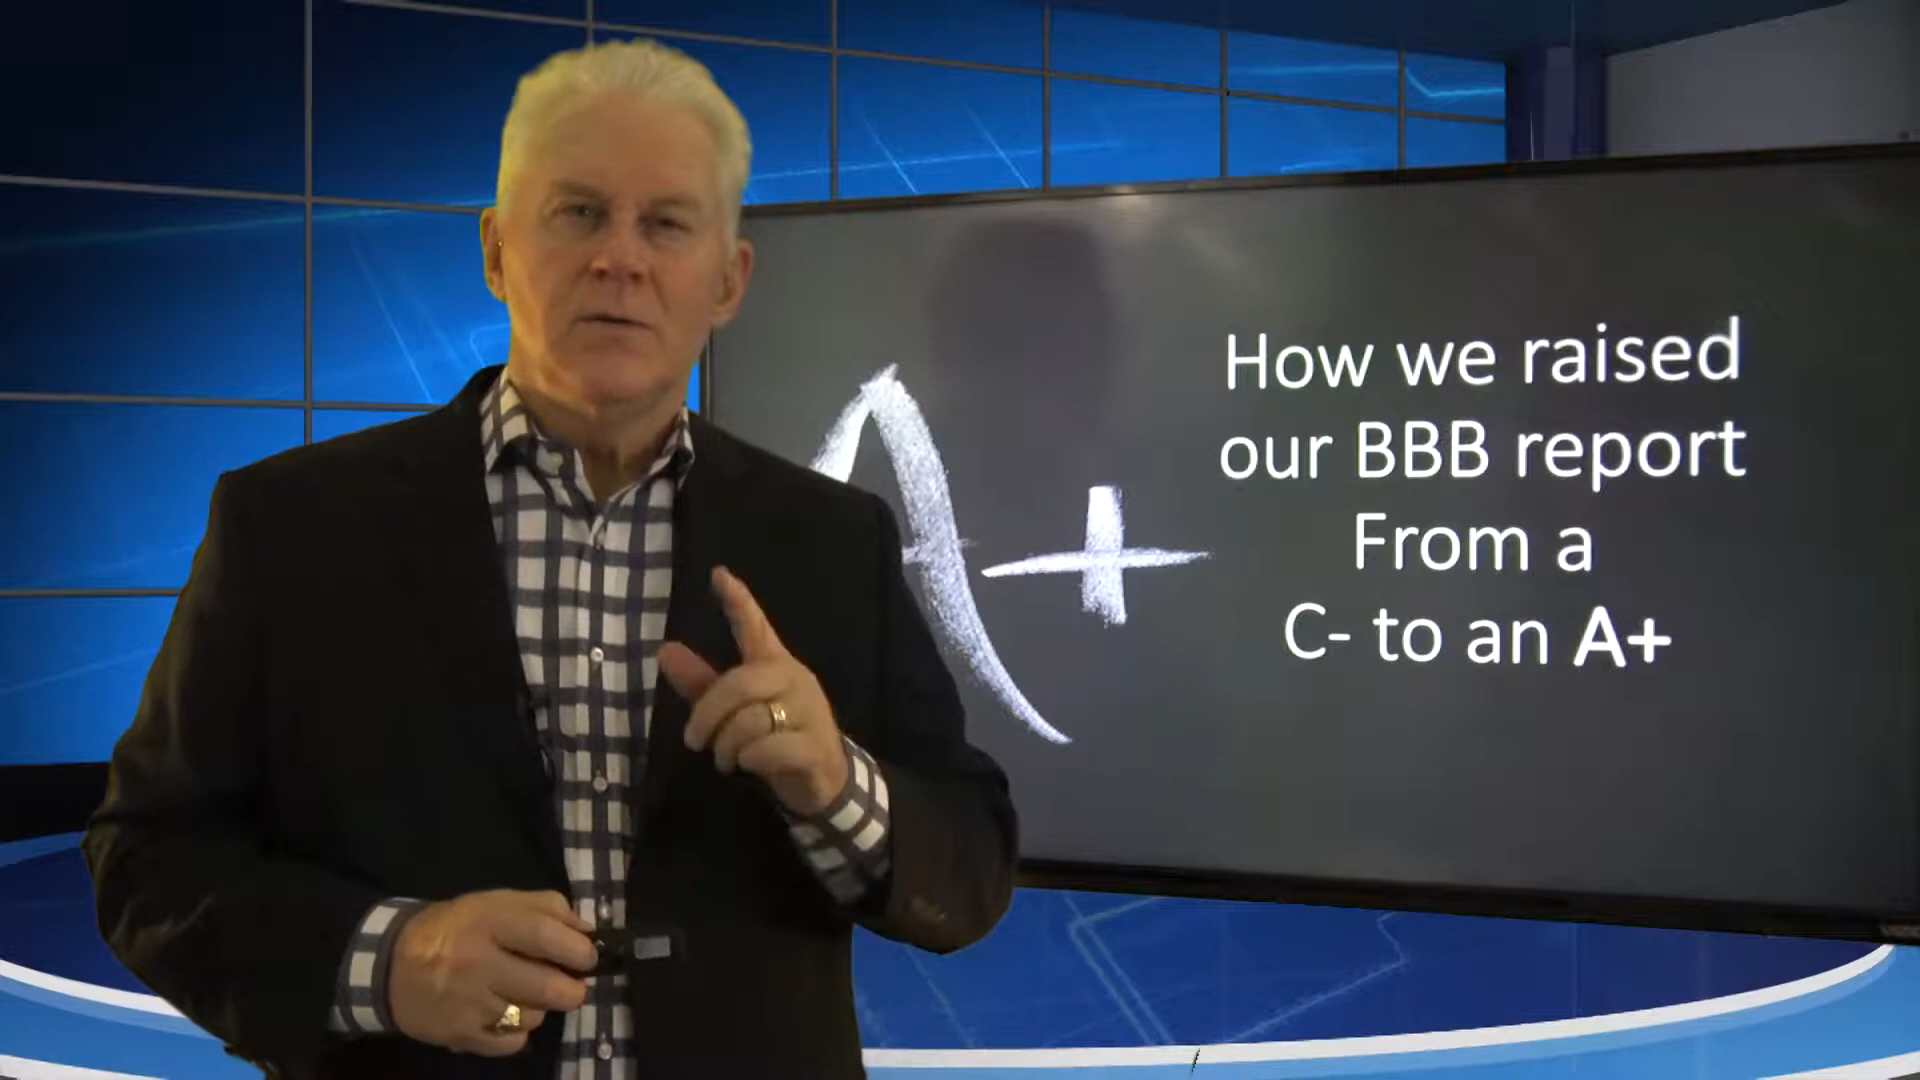 A+
How we raised
our BBB report
From a
C- to an A+